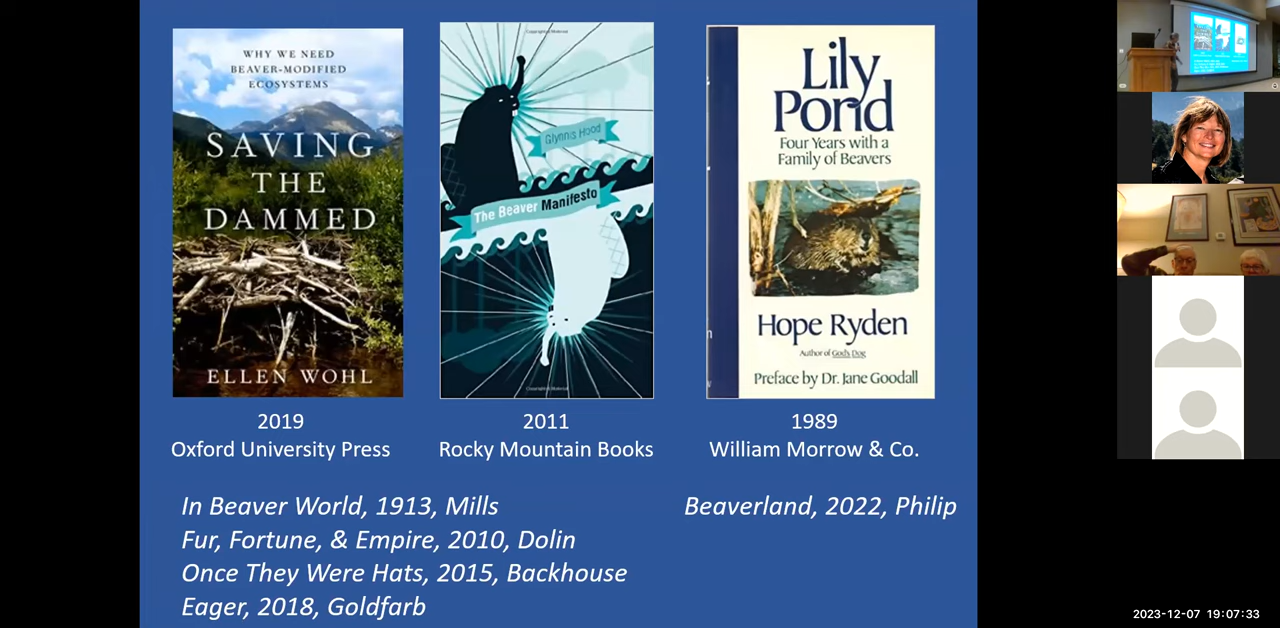 WHY WE NEED
BEAVER-MODIFIED
ECOSYSTEMS
SAVING
THE
DAMMED
ELLEN WOHL
Glynnis Hood
The Beaver Manifesto
Lily
Pond
Four Years with a
Family of Beavers
Hope Ryden
Author of God's Dog
Preface by Dr. Jane Goodall
2019
Oxford University Press
2011
Rocky Mountain Books
1989
William Morrow & Co.
In Beaver World, 1913, Mills
Fur, Fortune, & Empire, 2010, Dolin
Once They Were Hats, 2015, Backhouse
Eager, 2018, Goldfarb
Beaverland, 2022, Philip
2023-12-07 19:07:33